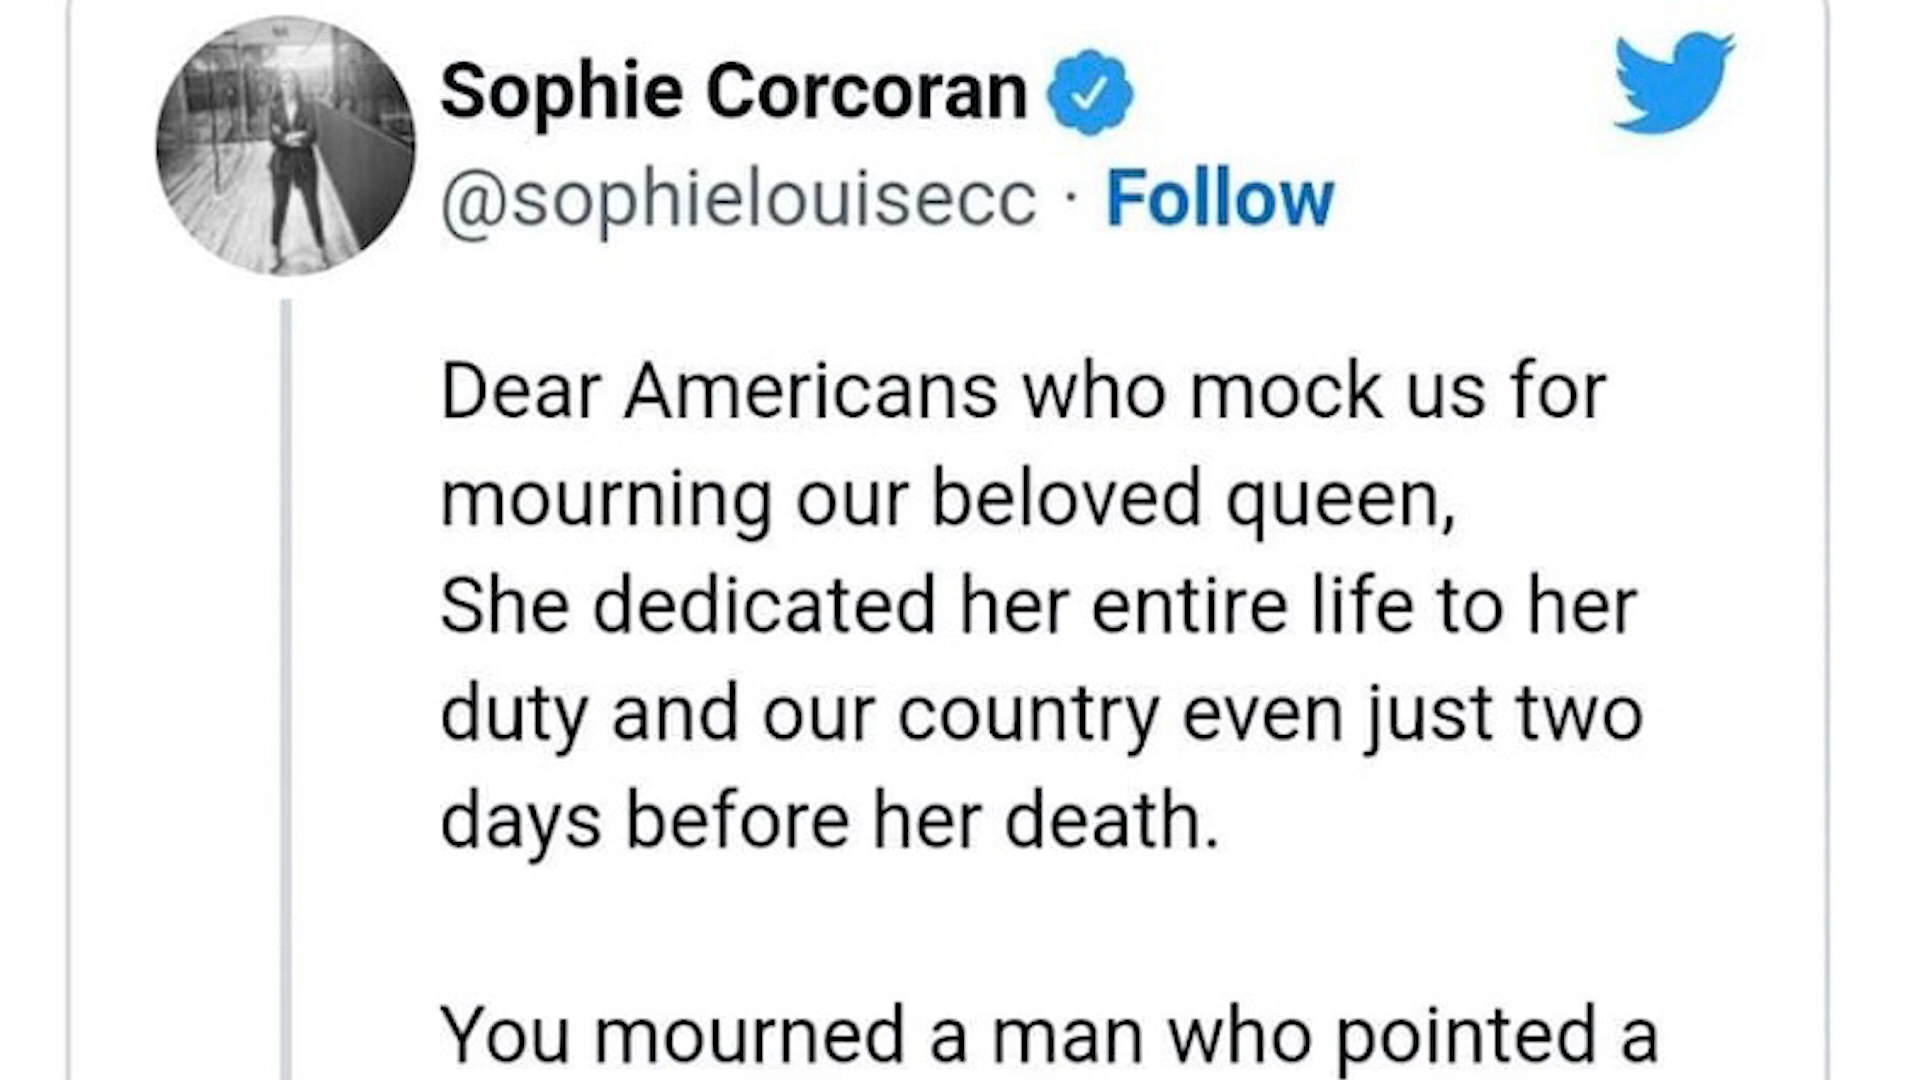 Sophie Corcoran
@sophielouisecc · Follow
Dear Americans who mock us for
mourning our beloved queen,
She dedicated her entire life to her
duty and our country even just two
days before her death.
You mourned a man who pointed a